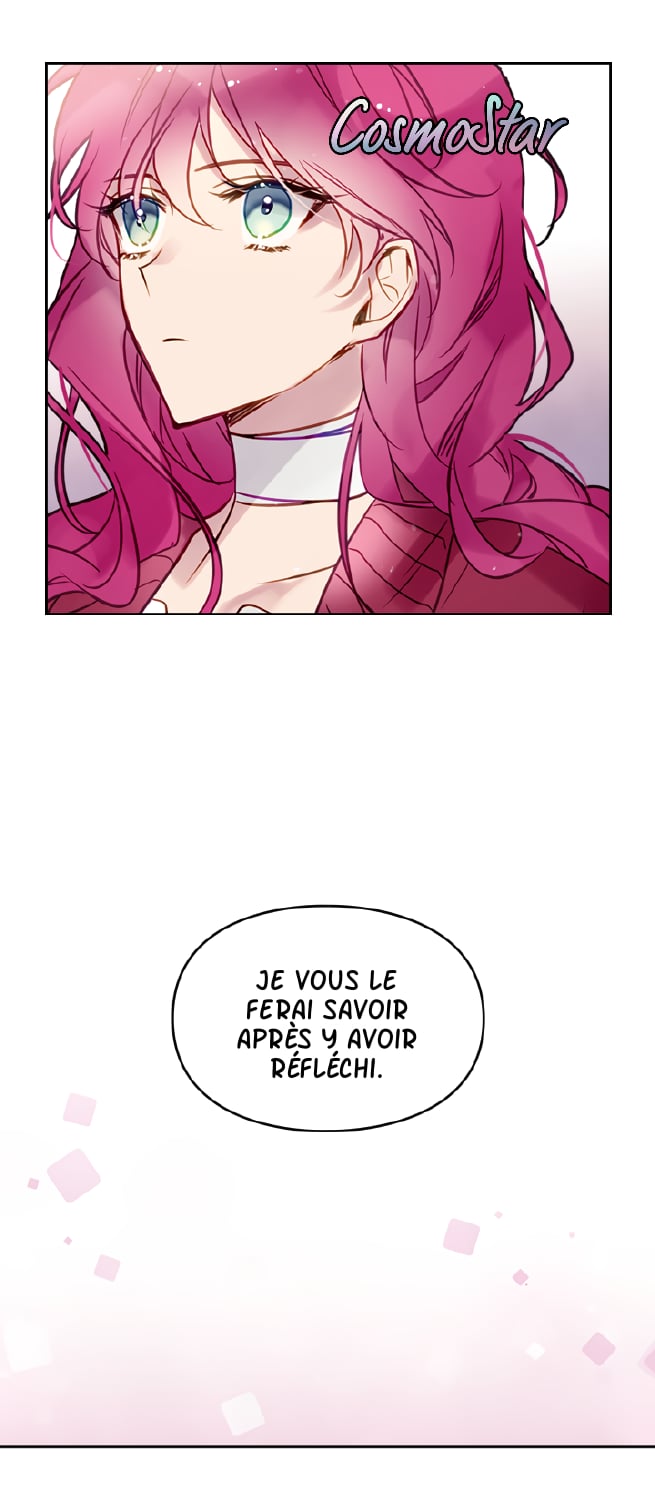 CosmoStar
JE VOUS LE
FERAI SAVOIR
APRÈS Y AVOIR
RÉFLÉCHI.